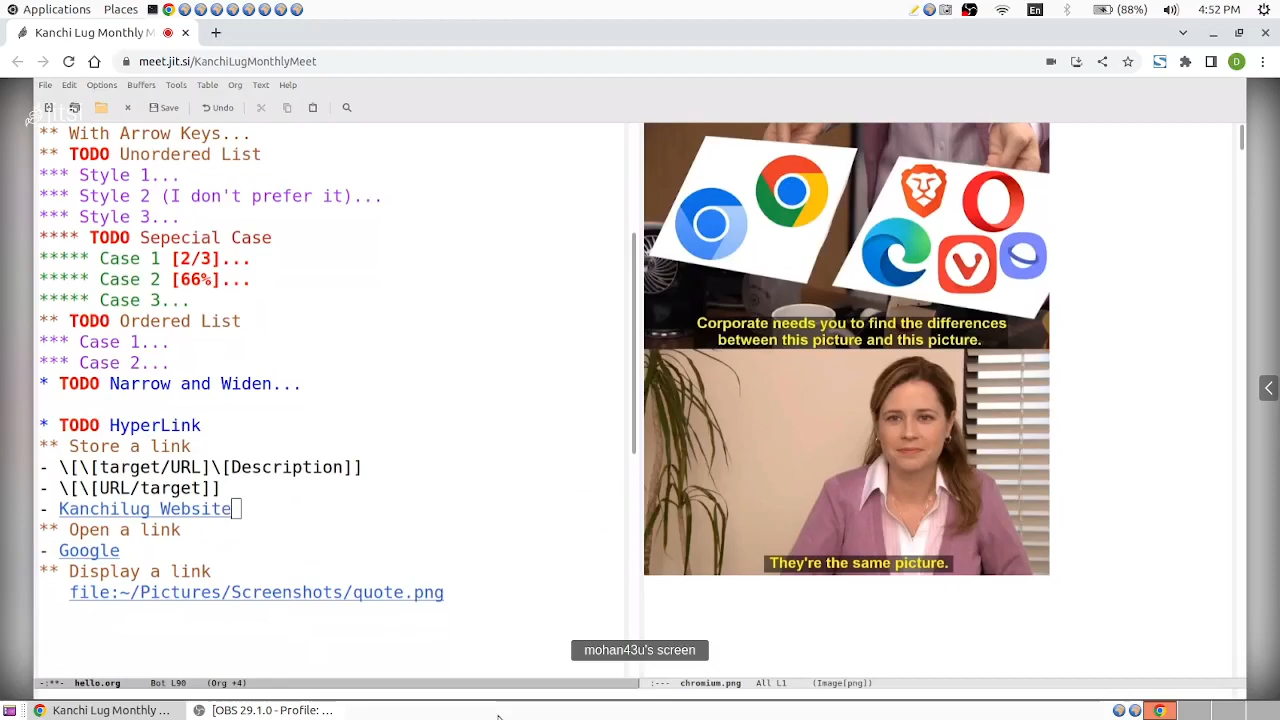 Applications Places En (88%) 4:52 PM
Kanchi Lug Monthly M
meet.jit.si/KanchiLugMonthlyMeet D
File Edit Options Buffers Tools Table Org Text Help
Save Undo
jitsi
** With Arrow Keys...
** TODO Unordered List
*** Style 1...
*** Style 2 (I don't prefer it)...
*** Style 3...
**** TODO Sepecial Case
***** Case 1 [2/3]...
***** Case 2 [66%]...
***** Case 3...
** TODO Ordered List
*** Case 1...
*** Case 2...
* TODO Narrow and Widen...
* TODO HyperLink
** Store a link
- \[\[target/URL]\[Description]]
- \[\[URL/target]]
- Kanchilug Website
** Open a link
- Google
** Display a link
file:~/Pictures/Screenshots/quote.png
Corporate needs you to find the differences
between this picture and this picture.
They're the same picture.
mohan43u's screen
-:**- hello.org Bot L90 (Org +4)
:--- chromium.png All L1 (Image[png])
Kanchi Lug Monthly ... [OBS 29.1.0 - Profile: ...